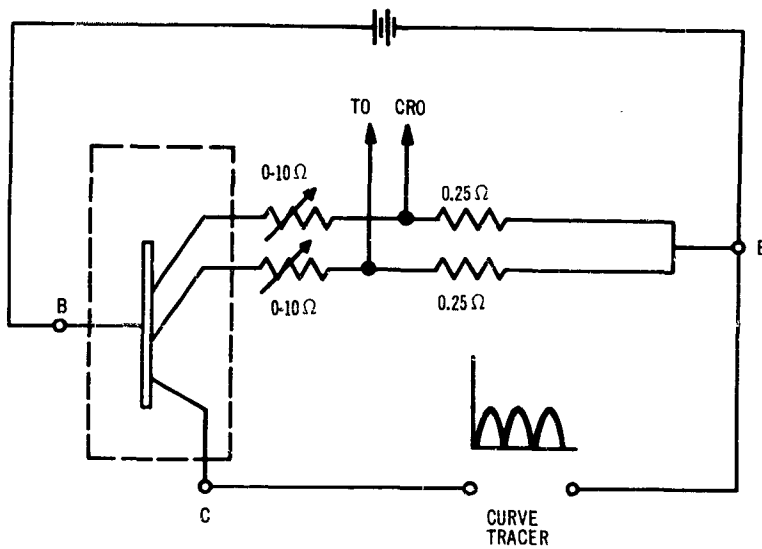 TO CRO
0-10 Ω
0.25 Ω
E
0-10 Ω
0.25 Ω
B
C
CURVE
TRACER